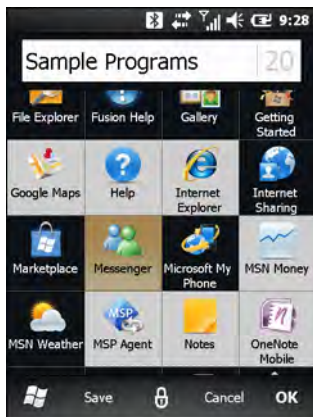 9:28
Sample Programs 20
File Explorer Fusion Help Gallery Getting
Started
Google Maps Help Internet Internet
Explorer Sharing
Marketplace Messenger Microsoft My MSN Money
Phone
MSP
MSN Weather MSP Agent Notes OneNote
Mobile
Save Cancel OK